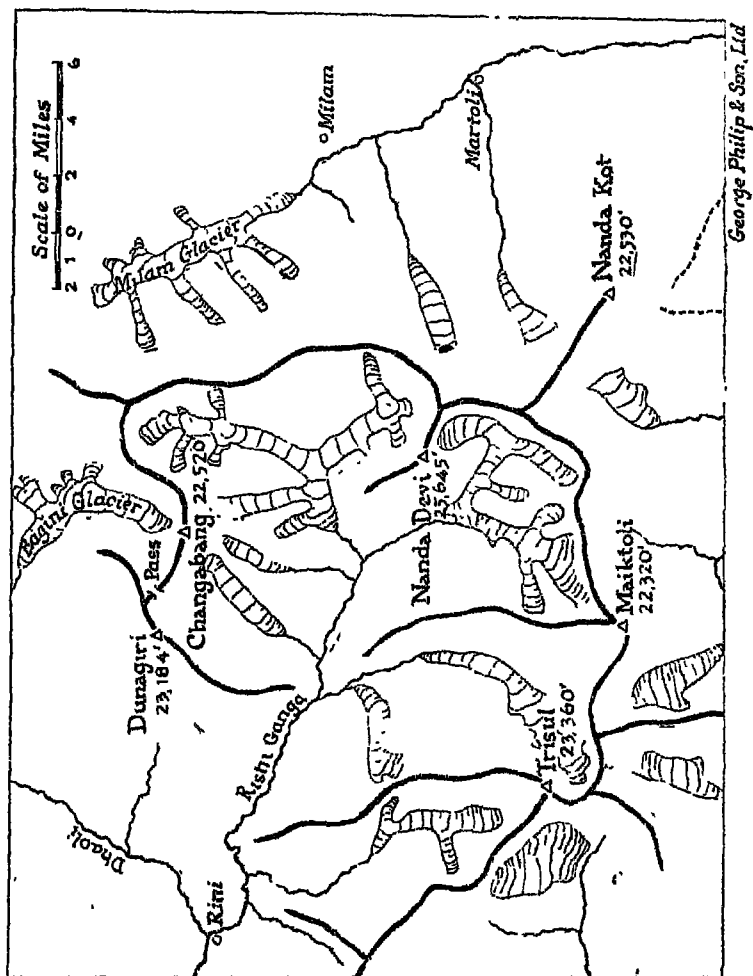 Dhaoli
Rini
Rishi Ganga
Dunagiri
23,184'
Pass
Bagini Glacier
Changabang 22,520'
Milam Glacier
Scale of Miles
2 1 0 2 4 6
Milam
Martoli
Nanda Devi
25,645'
Nanda Kot
22,530'
Trisul
23,360'
Maiktoli
22,320'
George Philip & Son, Ltd